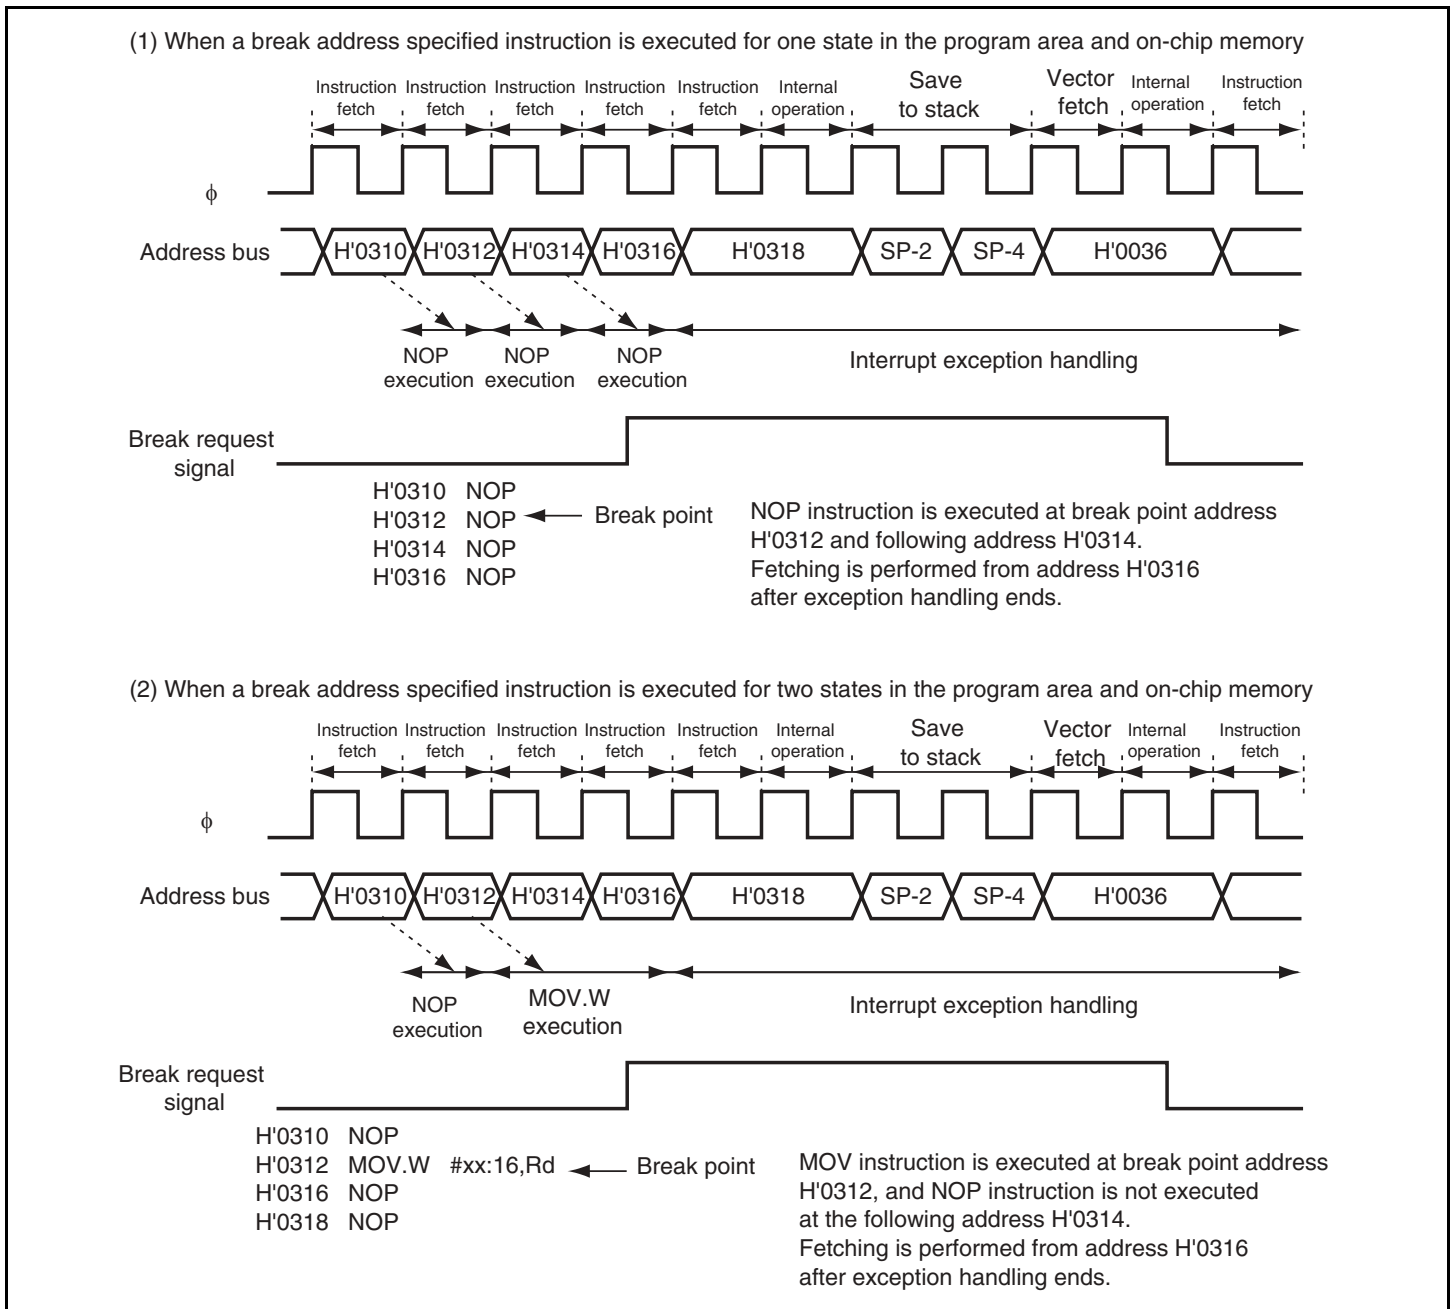 (1) When a break address specified instruction is executed for one state in the program area and on-chip memory
Instruction fetch Instruction fetch Instruction fetch Instruction fetch Instruction fetch Internal operation Save to stack Vector fetch Internal operation Instruction fetch
φ
Address bus H'0310 H'0312 H'0314 H'0316 H'0318 SP-2 SP-4 H'0036
NOP execution NOP execution NOP execution Interrupt exception handling
Break request
signal
H'0310 NOP
H'0312 NOP Break point
H'0314 NOP
H'0316 NOP
NOP instruction is executed at break point address
H'0312 and following address H'0314.
Fetching is performed from address H'0316
after exception handling ends.
(2) When a break address specified instruction is executed for two states in the program area and on-chip memory
Instruction fetch Instruction fetch Instruction fetch Instruction fetch Instruction fetch Internal operation Save to stack Vector fetch Internal operation Instruction fetch
φ
Address bus H'0310 H'0312 H'0314 H'0316 H'0318 SP-2 SP-4 H'0036
NOP execution MOV.W execution Interrupt exception handling
Break request
signal
H'0310 NOP
H'0312 MOV.W #xx:16,Rd Break point
H'0316 NOP
H'0318 NOP
MOV instruction is executed at break point address
H'0312, and NOP instruction is not executed
at the following address H'0314.
Fetching is performed from address H'0316
after exception handling ends.